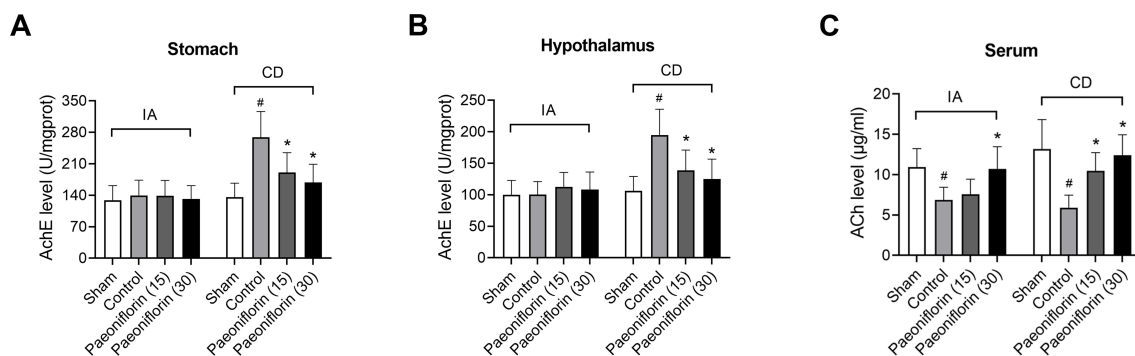 A
Stomach
AchE level (U/mgprot)
350
280
210
140
70
0
IA
CD
#
*
*
Sham
Control
Paeoniflorin (15)
Paeoniflorin (30)
Sham
Control
Paeoniflorin (15)
Paeoniflorin (30)
B
Hypothalamus
AchE level (U/mgprot)
250
200
150
100
50
0
IA
CD
#
*
*
Sham
Control
Paeoniflorin (15)
Paeoniflorin (30)
Sham
Control
Paeoniflorin (15)
Paeoniflorin (30)
C
Serum
ACh level (μg/ml)
20
15
10
5
0
IA
CD
#
*
#
*
*
Sham
Control
Paeoniflorin (15)
Paeoniflorin (30)
Sham
Control
Paeoniflorin (15)
Paeoniflorin (30)